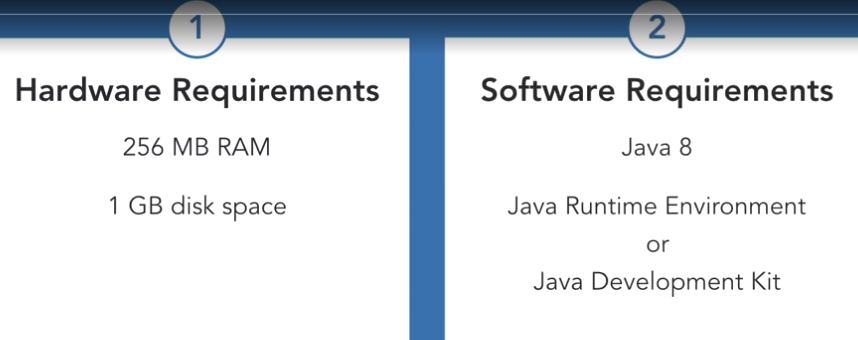 1
Hardware Requirements
256 MB RAM
1 GB disk space
2
Software Requirements
Java 8
Java Runtime Environment
or
Java Development Kit